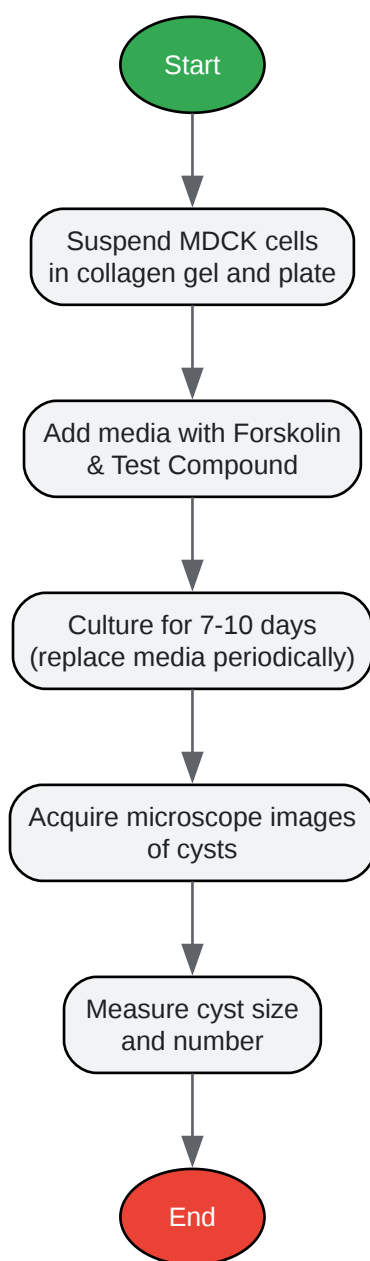 Start
Suspend MDCK cells
in collagen gel and plate
Add media with Forskolin
& Test Compound
Culture for 7-10 days
(replace media periodically)
Acquire microscope images
of cysts
Measure cyst size
and number
End